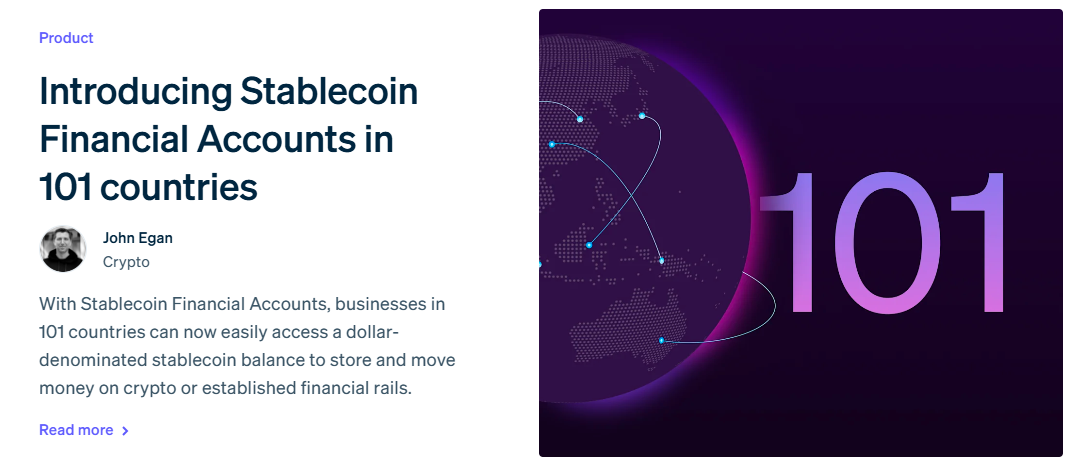 Product
Introducing Stablecoin
Financial Accounts in
101 countries
John Egan
Crypto
With Stablecoin Financial Accounts, businesses in
101 countries can now easily access a dollar-
denominated stablecoin balance to store and move
money on crypto or established financial rails.
Read more
101